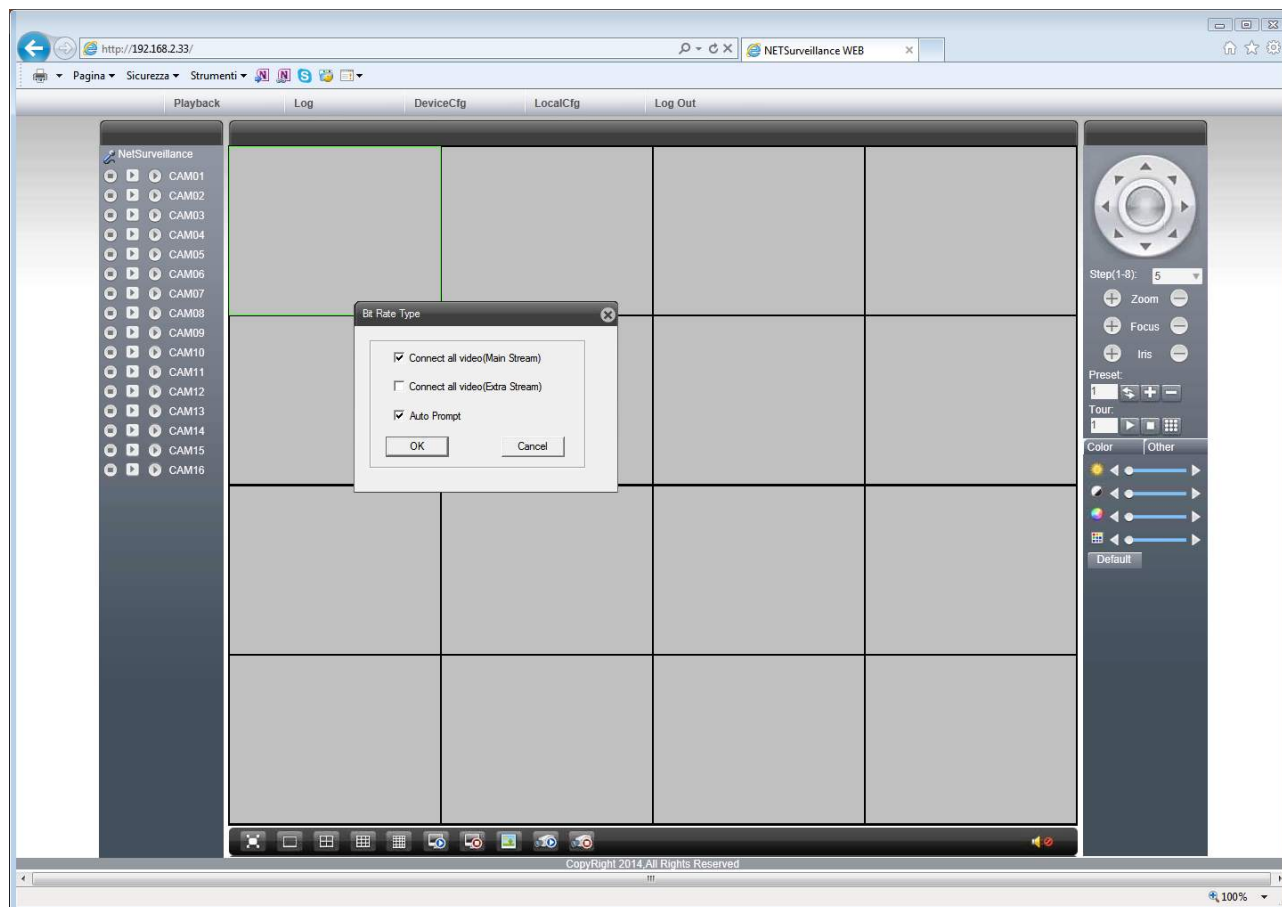 http://192.168.2.33/
NETSurveillance WEB
Pagina
Sicurezza
Strumenti
Playback
Log
DeviceCfg
LocalCfg
Log Out
NetSurveillance
CAM01
CAM02
CAM03
CAM04
CAM05
CAM06
CAM07
CAM08
CAM09
CAM10
CAM11
CAM12
CAM13
CAM14
CAM15
CAM16
Bit Rate Type
Connect all video(Main Stream)
Connect all video(Extra Stream)
Auto Prompt
OK
Cancel
Step(1-8):
5
Zoom
Focus
Iris
Preset:
1
Tour:
1
Color
Other
Default
CopyRight 2014,All Rights Reserved
100%